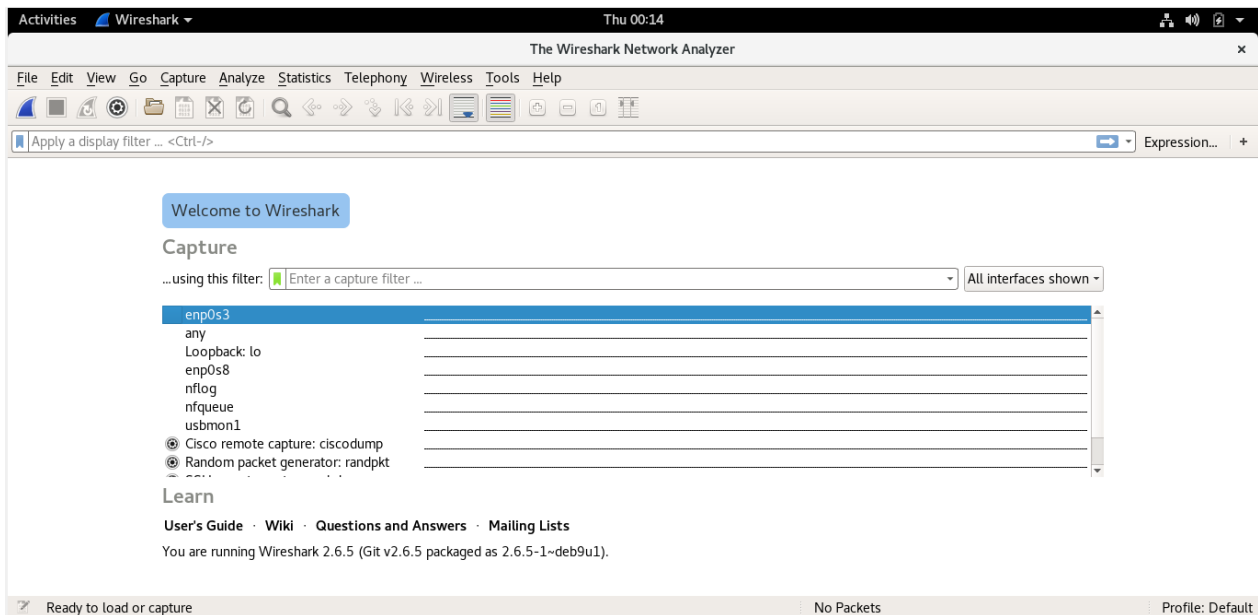 Activities Wireshark Thu 00:14
The Wireshark Network Analyzer
File Edit View Go Capture Analyze Statistics Telephony Wireless Tools Help
Apply a display filter ... <Ctrl-/> Expression... +
Welcome to Wireshark
Capture
...using this filter: Enter a capture filter ... All interfaces shown
enp0s3
any
Loopback: lo
enp0s8
nflog
nfqueue
usbmon1
Cisco remote capture: ciscodump
Random packet generator: randpkt
Learn
User's Guide · Wiki · Questions and Answers · Mailing Lists
You are running Wireshark 2.6.5 (Git v2.6.5 packaged as 2.6.5-1~deb9u1).
Ready to load or capture No Packets Profile: Default